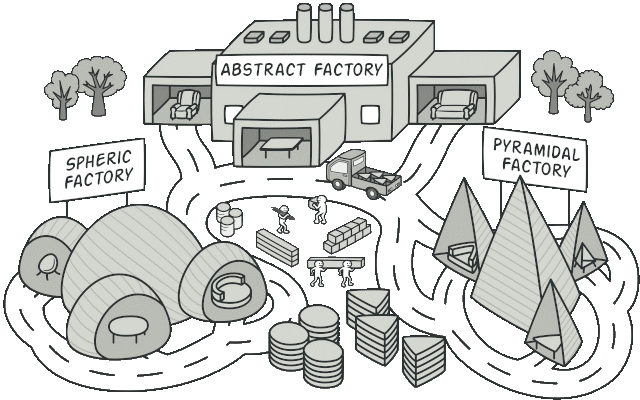 ABSTRACT FACTORY
SPHERIC
FACTORY
PYRAMIDAL
FACTORY